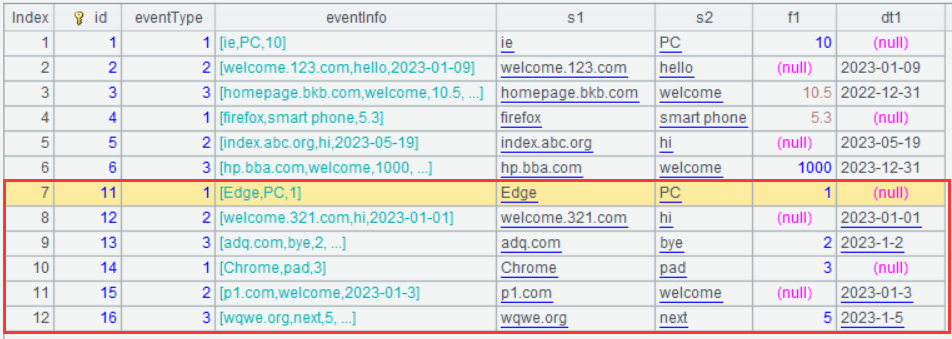 Index id eventType eventInfo s1 s2 f1 dt1
1 1 1 [ie,PC,10] ie PC 10 (null)
2 2 2 [welcome.123.com,hello,2023-01-09] welcome.123.com hello (null) 2023-01-09
3 3 3 [homepage.bkb.com,welcome,10.5, ...] homepage.bkb.com welcome 10.5 2022-12-31
4 4 1 [firefox,smart phone,5.3] firefox smart phone 5.3 (null)
5 5 2 [index.abc.org,hi,2023-05-19] index.abc.org hi (null) 2023-05-19
6 6 3 [hp.bba.com,welcome,1000, ...] hp.bba.com welcome 1000 2023-12-31
7 11 1 [Edge,PC,1] Edge PC 1 (null)
8 12 2 [welcome.321.com,hi,2023-01-01] welcome.321.com hi (null) 2023-01-01
9 13 3 [adq.com,bye,2, ...] adq.com bye 2 2023-1-2
10 14 1 [Chrome,pad,3] Chrome pad 3 (null)
11 15 2 [p1.com,welcome,2023-01-3] p1.com welcome (null) 2023-01-3
12 16 3 [wqwe.org,next,5, ...] wqwe.org next 5 2023-1-5